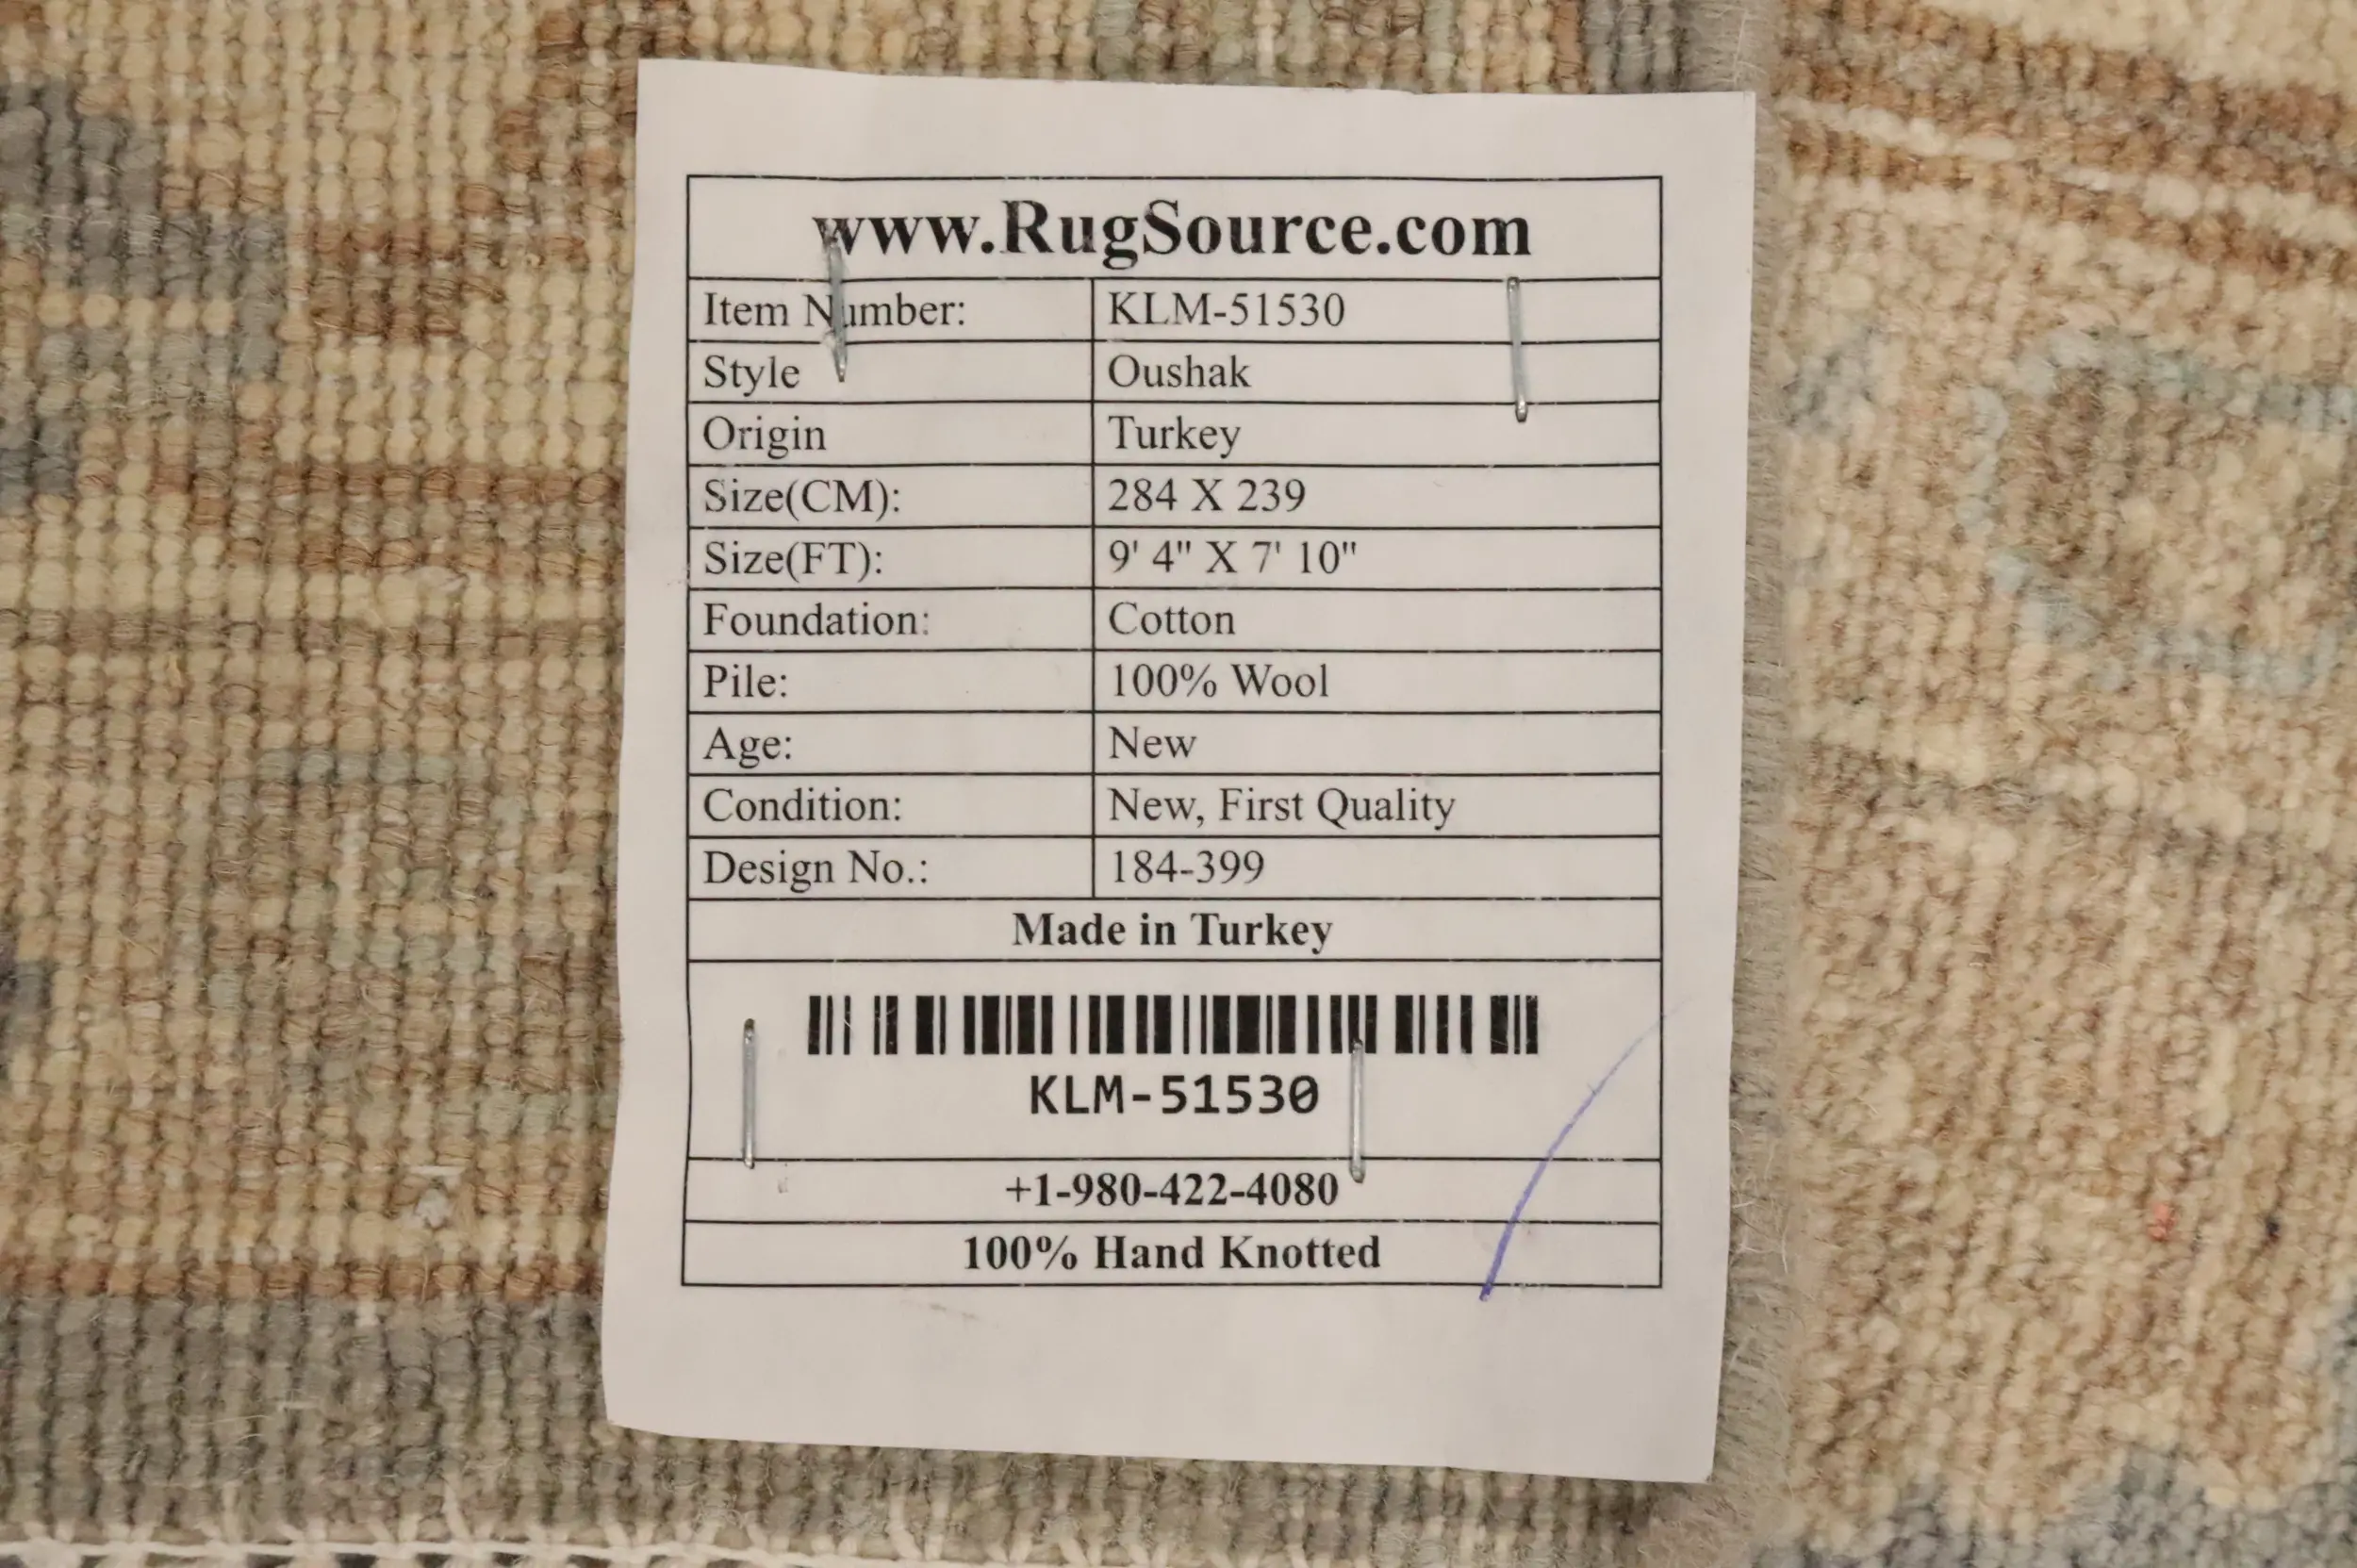 www.RugSource.com
Item Number: KLM-51530
Style Oushak
Origin Turkey
Size(CM): 284 X 239
Size(FT): 9' 4" X 7' 10"
Foundation: Cotton
Pile: 100% Wool
Age: New
Condition: New, First Quality
Design No.: 184-399
Made in Turkey
KLM-51530
+1-980-422-4080
100% Hand Knotted